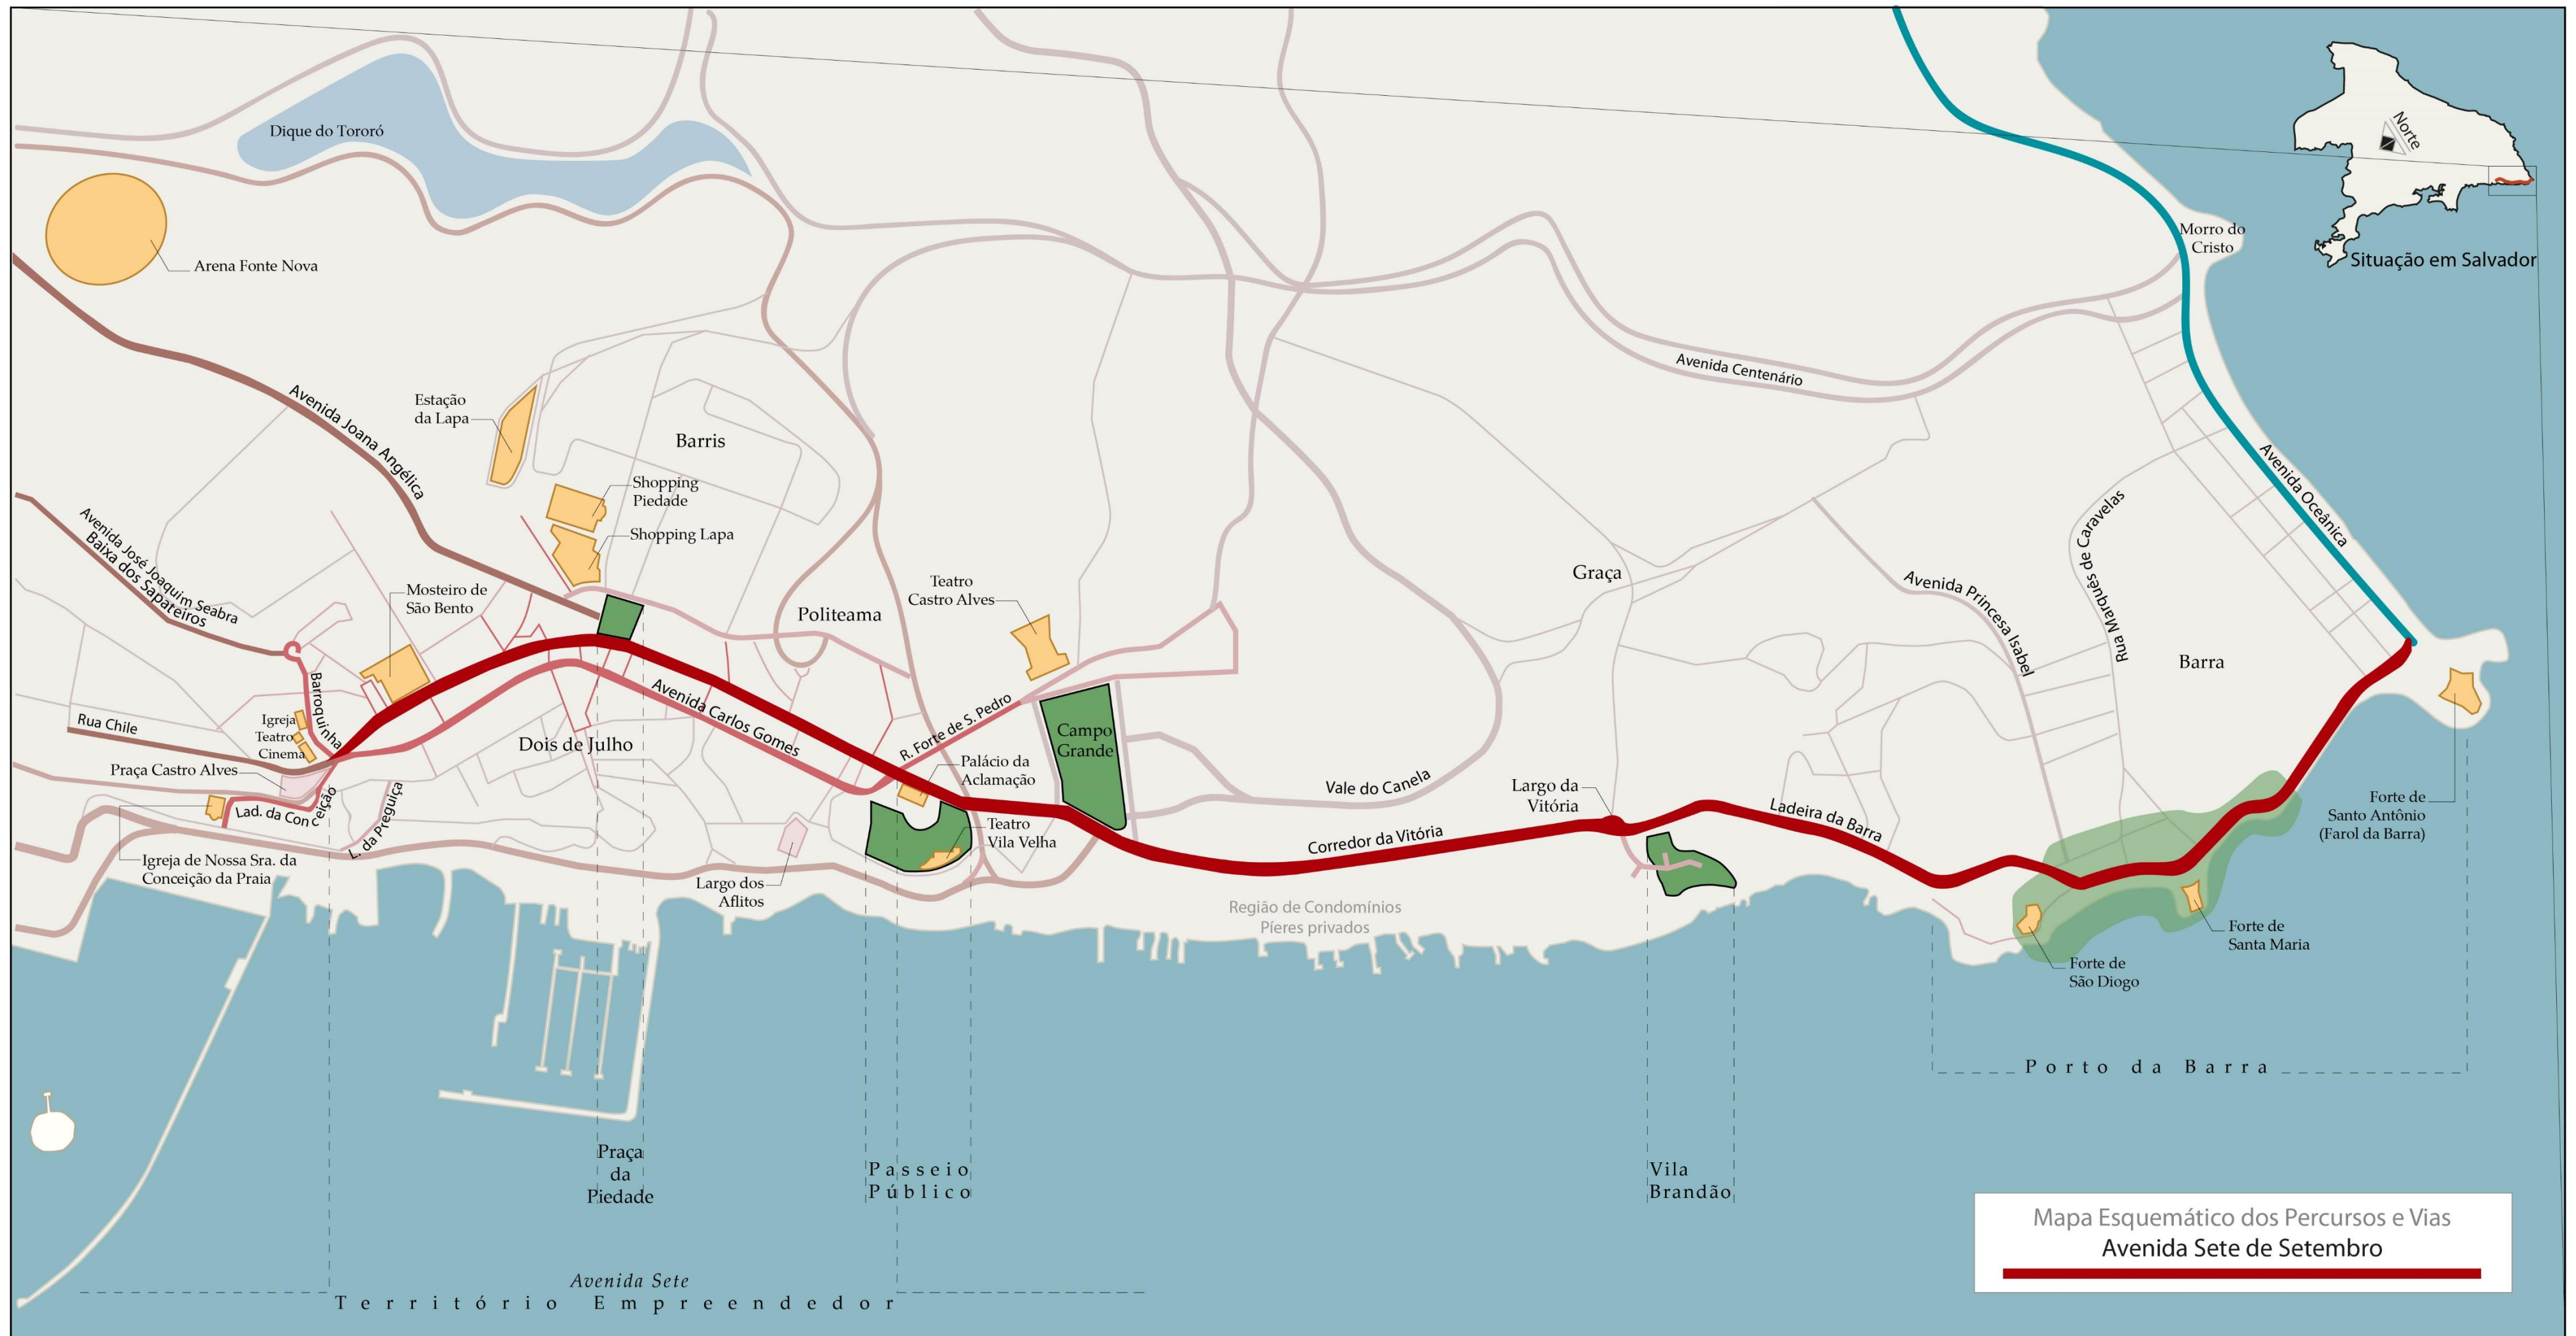 Dique do Tororó
Norte
Situação em Salvador
Morro do
Cristo
Arena Fonte Nova
Avenida Centenário
Avenida Joana Angélica
Estação
da Lapa
Barris
Shopping
Piedade
Shopping Lapa
Avenida Oceânica
Avenida José Joaquim Seabra
Baixa dos Sapateiros
Mosteiro de
São Bento
Politeama
Teatro
Castro Alves
Graça
Avenida Princesa Isabel
Rua Marquês de Caravelas
Barra
Barroquinha
Igreja
Teatro
Cinema
Rua Chile
Praça Castro Alves
Dois de Julho
Avenida Carlos Gomes
R. Forte de S. Pedro
Campo
Grande
Palácio da
Aclamação
Vale do Canela
Largo da
Vitória
Ladeira da Barra
Corredor da Vitória
Lad. da Conceição
L. da Preguiça
Teatro
Vila Velha
Igreja de Nossa Sra. da
Conceição da Praia
Largo dos
Aflitos
Região de Condomínios
Píeres privados
Forte de
Santo Antônio
(Farol da Barra)
Forte de
Santa Maria
Forte de
São Diogo
Porto da Barra
Praça
da
Piedade
Passeio
Público
Vila
Brandão
Avenida Sete
Território Empreendedor
Mapa Esquemático dos Percursos e Vias
Avenida Sete de Setembro